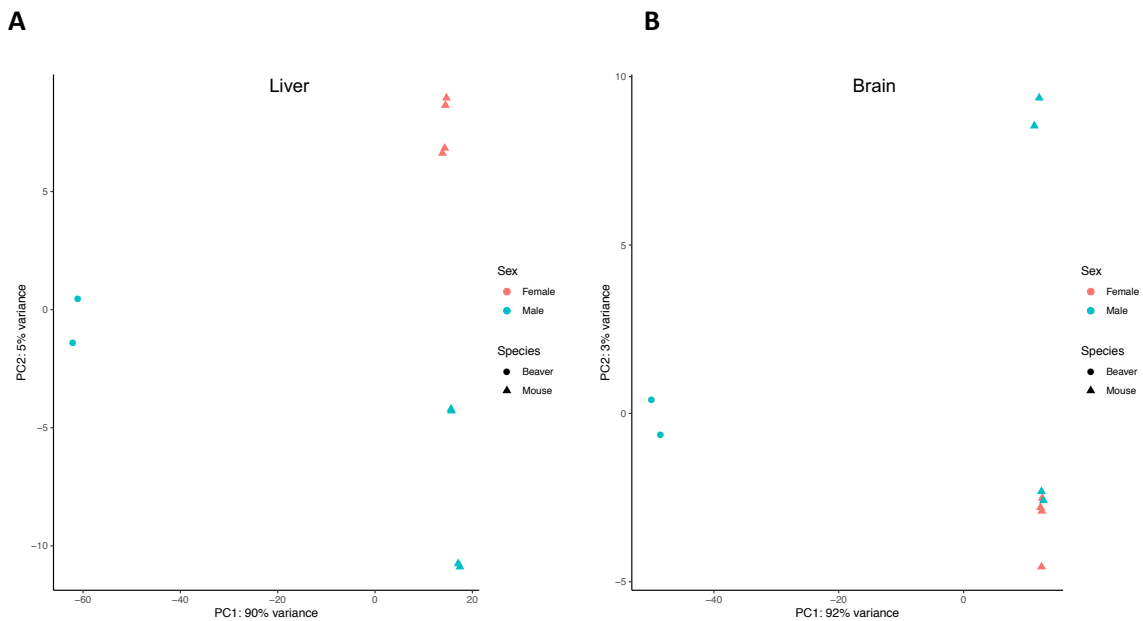 A
Liver
5
0
−5
−10
PC2: 5% variance
−60
−40
−20
0
20
PC1: 90% variance
Sex
Female
Male
Species
Beaver
Mouse
B
Brain
10
5
0
−5
PC2: 3% variance
−40
0
PC1: 92% variance
Sex
Female
Male
Species
Beaver
Mouse